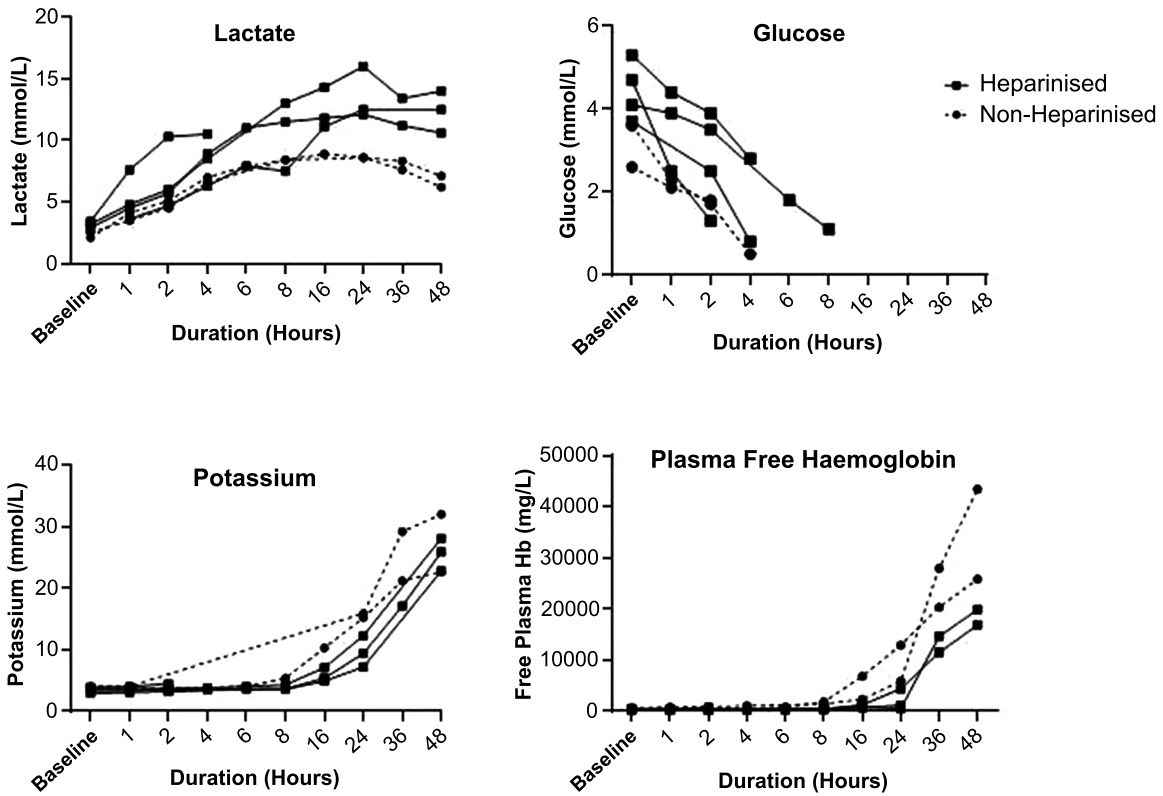 Lactate
Lactate (mmol/L)
20
15
10
5
0
Baseline 1 2 4 6 8 16 24 36 48
Duration (Hours)
Glucose
Glucose (mmol/L)
6
4
2
0
Baseline 1 2 4 6 8 16 24 36 48
Duration (Hours)
Heparinised
Non-Heparinised
Potassium
Potassium (mmol/L)
40
30
20
10
0
Baseline 1 2 4 6 8 16 24 36 48
Duration (Hours)
Plasma Free Haemoglobin
Free Plasma Hb (mg/L)
50000
40000
30000
20000
10000
0
Baseline 1 2 4 6 8 16 24 36 48
Duration (Hours)